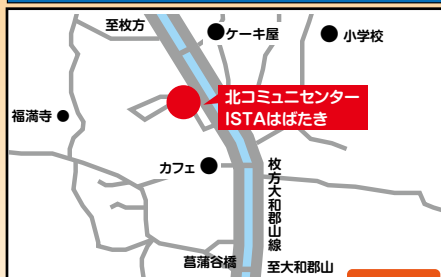 至枚方
ケーキ屋
小学校
北コミュニセンター
ISTAはばたき
福満寺
カフェ
枚方大和郡山線
菖蒲谷橋
至大和郡山